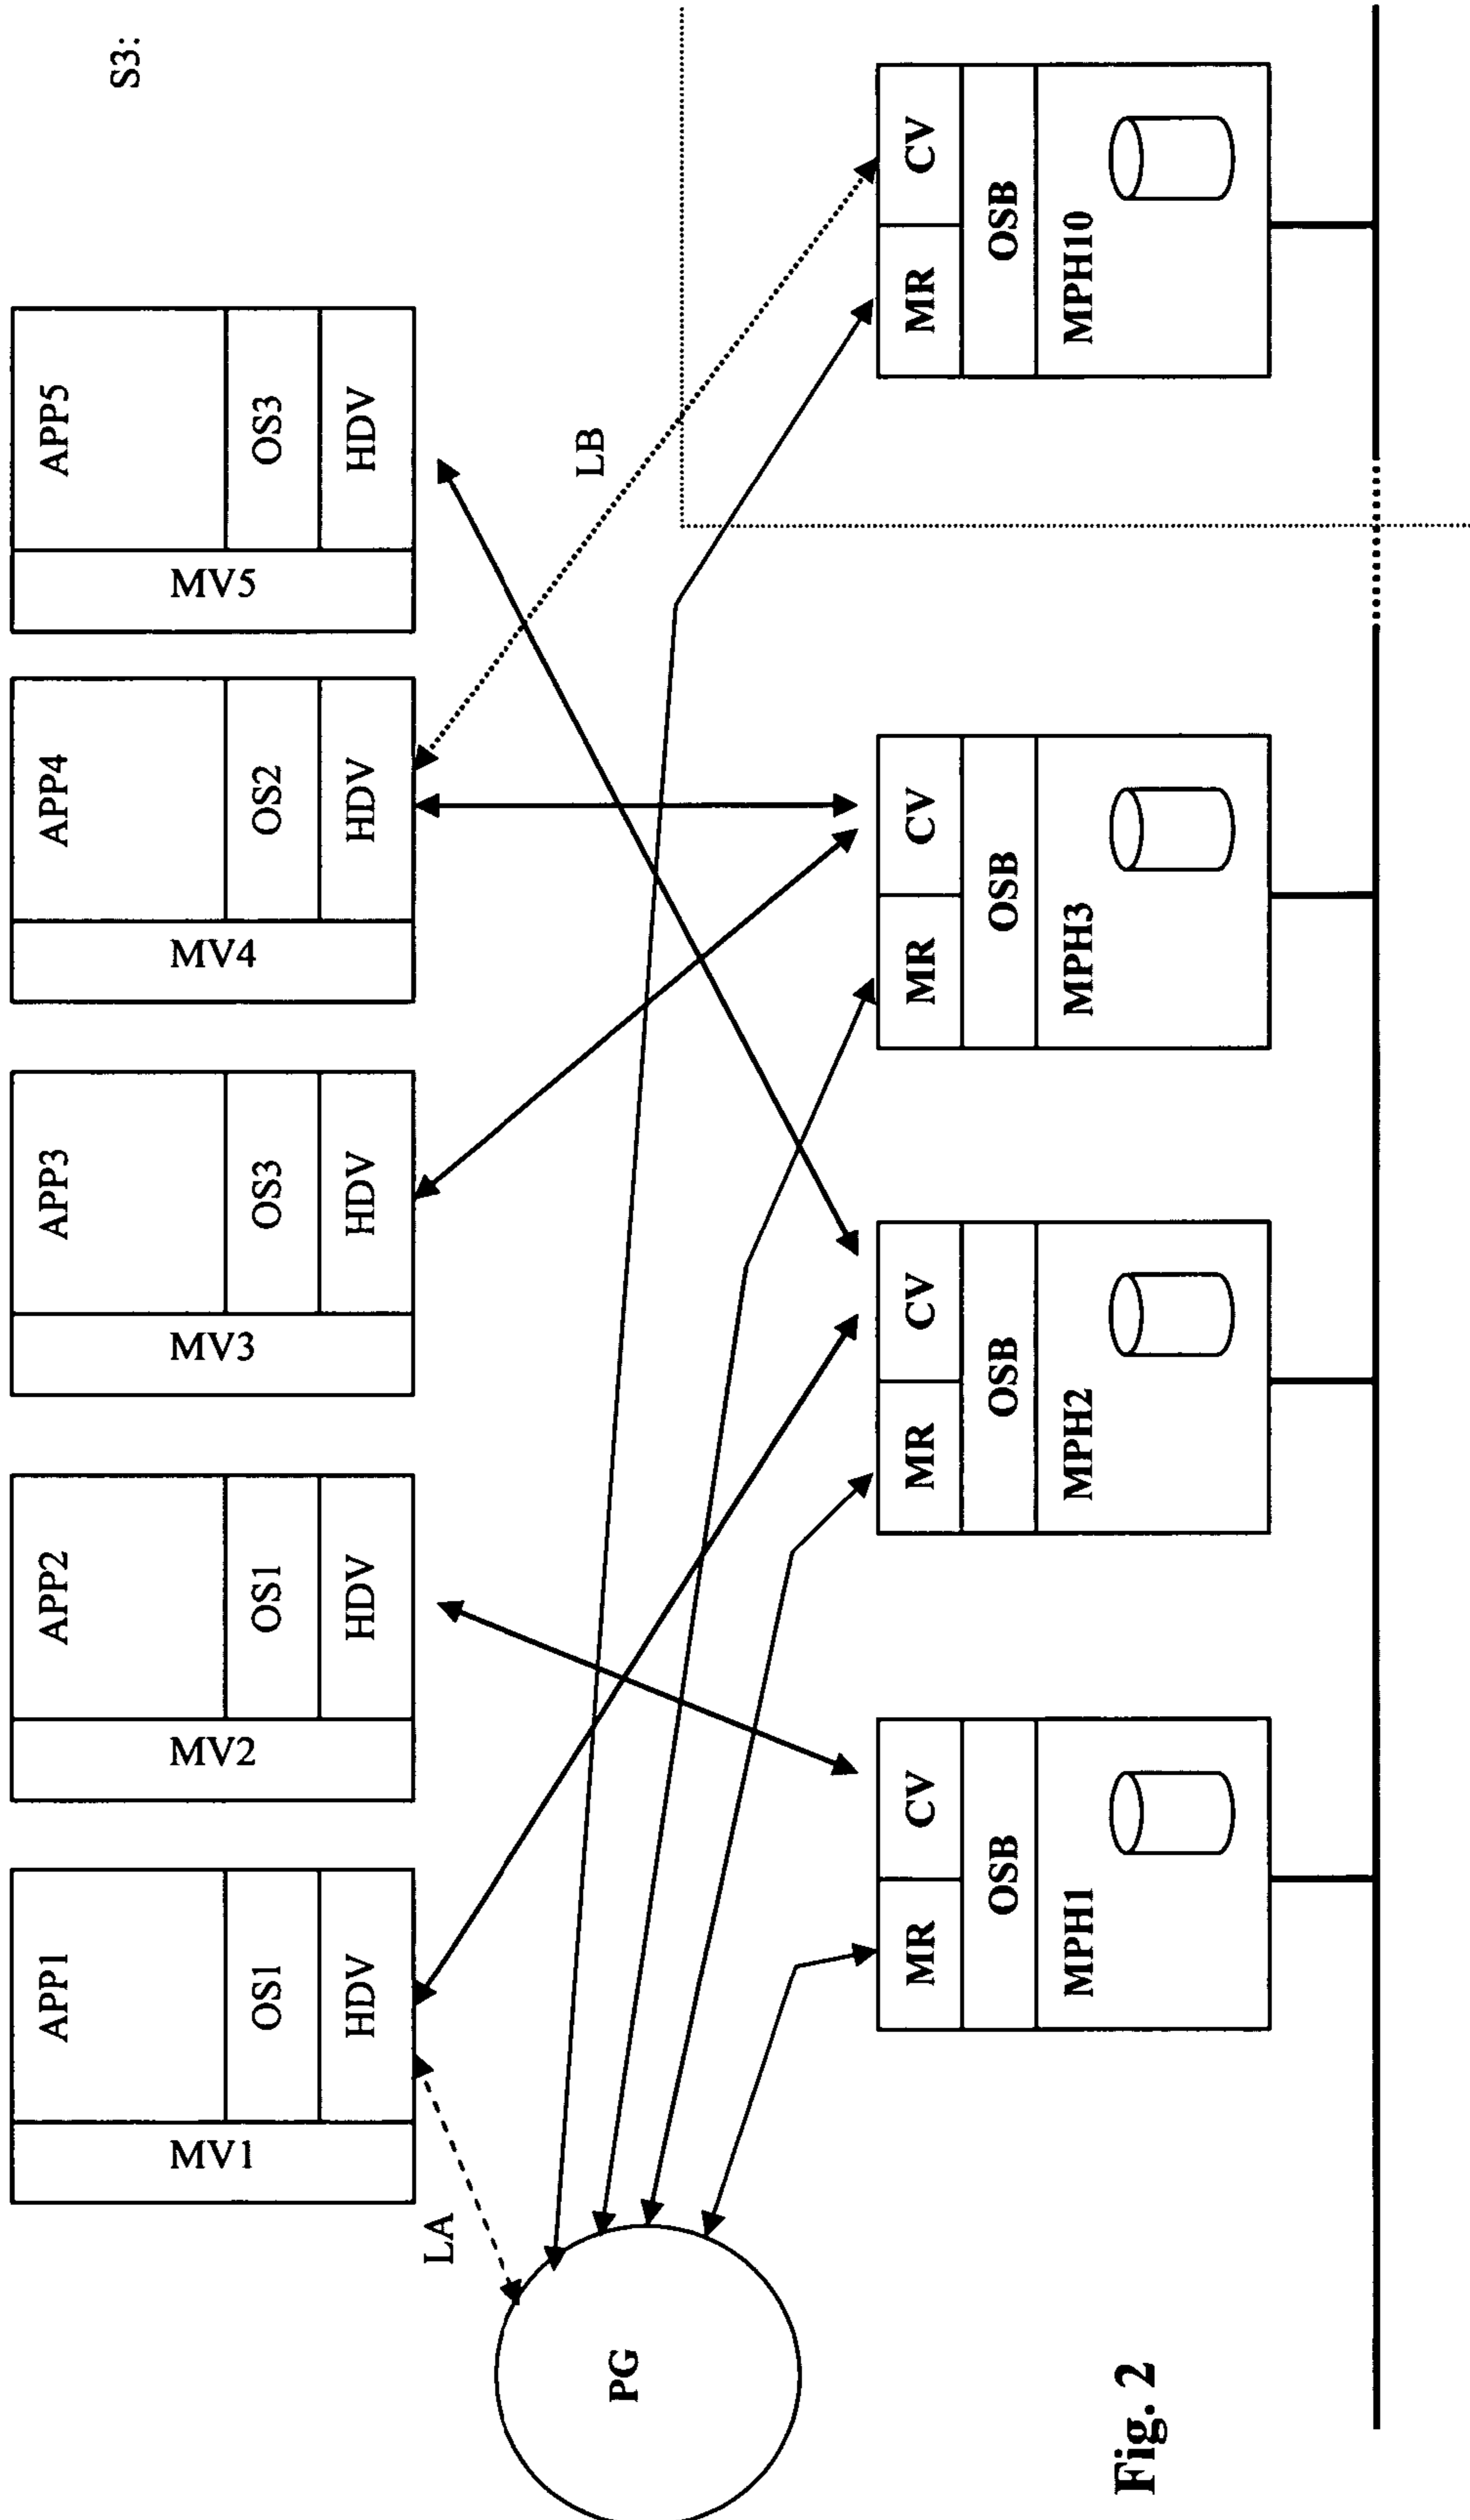 S3:
APP1
APP2
APP3
APP4
APP5
MV1
MV2
MV3
MV4
MV5
OS1
OS1
OS3
OS2
OS3
HDV
HDV
HDV
HDV
HDV
LA
LB
PG
MR
CV
MR
CV
MR
CV
MR
CV
OSB
OSB
OSB
OSB
MPH1
MPH2
MPH3
MPH10
Fig. 2